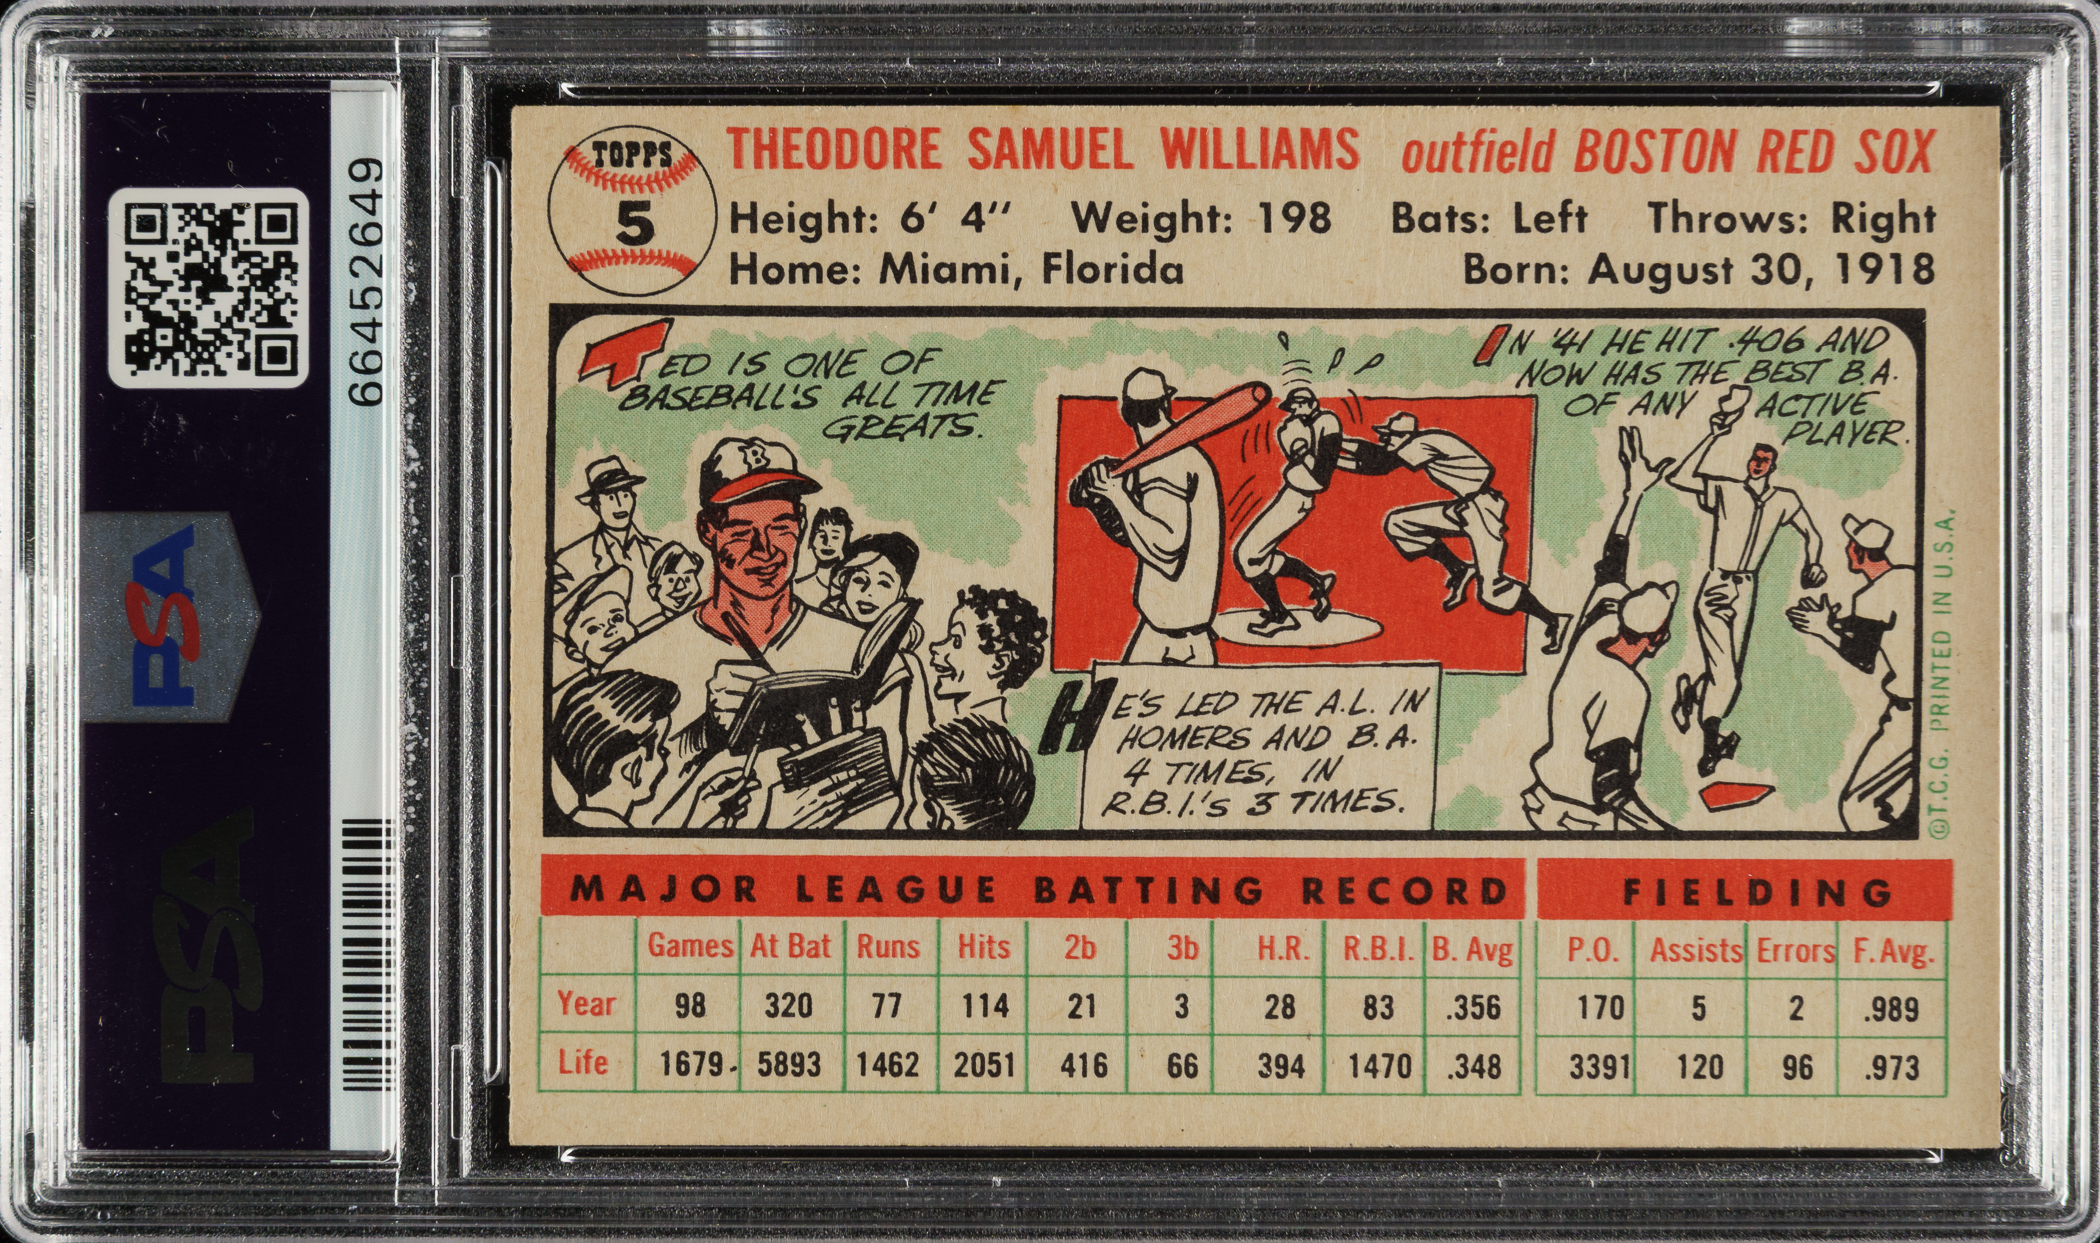 66452649
PSA
PSA
TOPPS
5
THEODORE SAMUEL WILLIAMS outfield BOSTON RED SOX
Height: 6' 4" Weight: 198 Bats: Left Throws: Right
Home: Miami, Florida Born: August 30, 1918
TED IS ONE OF
BASEBALL'S ALL TIME
GREATS.
B
HE'S LED THE A.L. IN
HOMERS AND B.A.
4 TIMES, IN
R.B.I.'S 3 TIMES.
IN '41 HE HIT .406 AND
NOW HAS THE BEST B.A.
OF ANY ACTIVE
PLAYER.
©T.C.G. PRINTED IN U.S.A.
MAJOR LEAGUE BATTING RECORD FIELDING
Games At Bat Runs Hits 2b 3b H.R. R.B.I. B. Avg P.O. Assists Errors F. Avg.
Year 98 320 77 114 21 3 28 83 .356 170 5 2 .989
Life 1679 5893 1462 2051 416 66 394 1470 .348 3391 120 96 .973